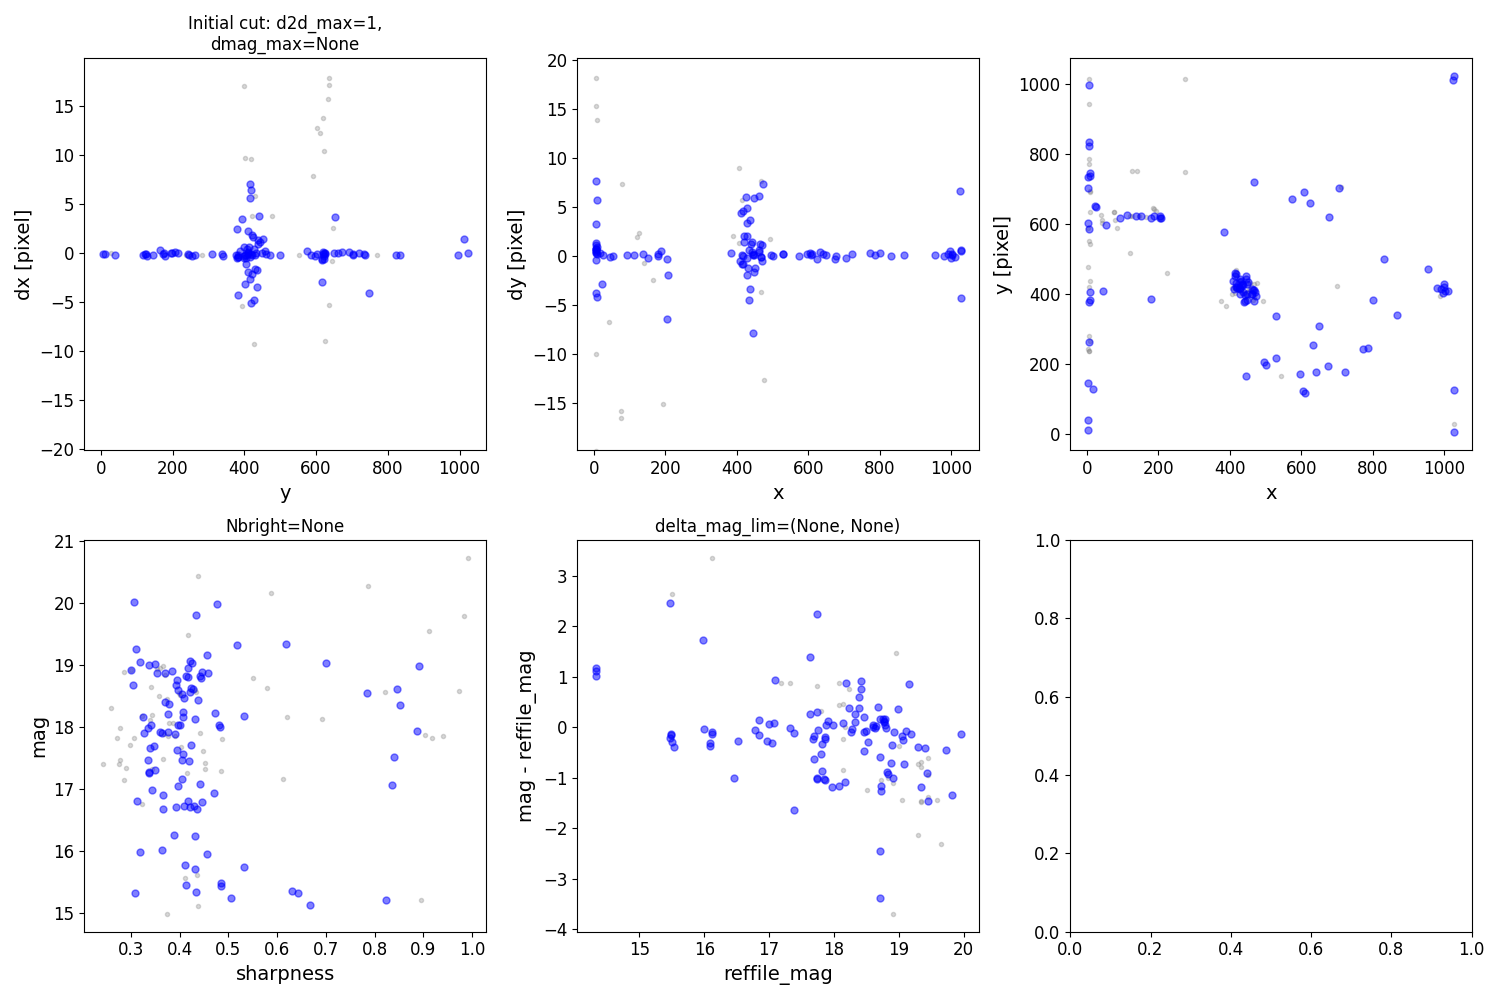 Initial cut: d2d_max=1,
dmag_max=None
15
10
5
0
−5
−10
−15
−20
dx [pixel]
0 200 400 600 800 1000
y
20
15
10
5
0
−5
−10
−15
dy [pixel]
0 200 400 600 800 1000
x
1000
800
600
400
200
0
y [pixel]
0 200 400 600 800 1000
x
Nbright=None
21
20
19
18
17
16
15
mag
0.3 0.4 0.5 0.6 0.7 0.8 0.9 1.0
sharpness
delta_mag_lim=(None, None)
3
2
1
0
−1
−2
−3
−4
mag - reffile_mag
15 16 17 18 19 20
reffile_mag
1.0
0.8
0.6
0.4
0.2
0.0
0.0 0.2 0.4 0.6 0.8 1.0